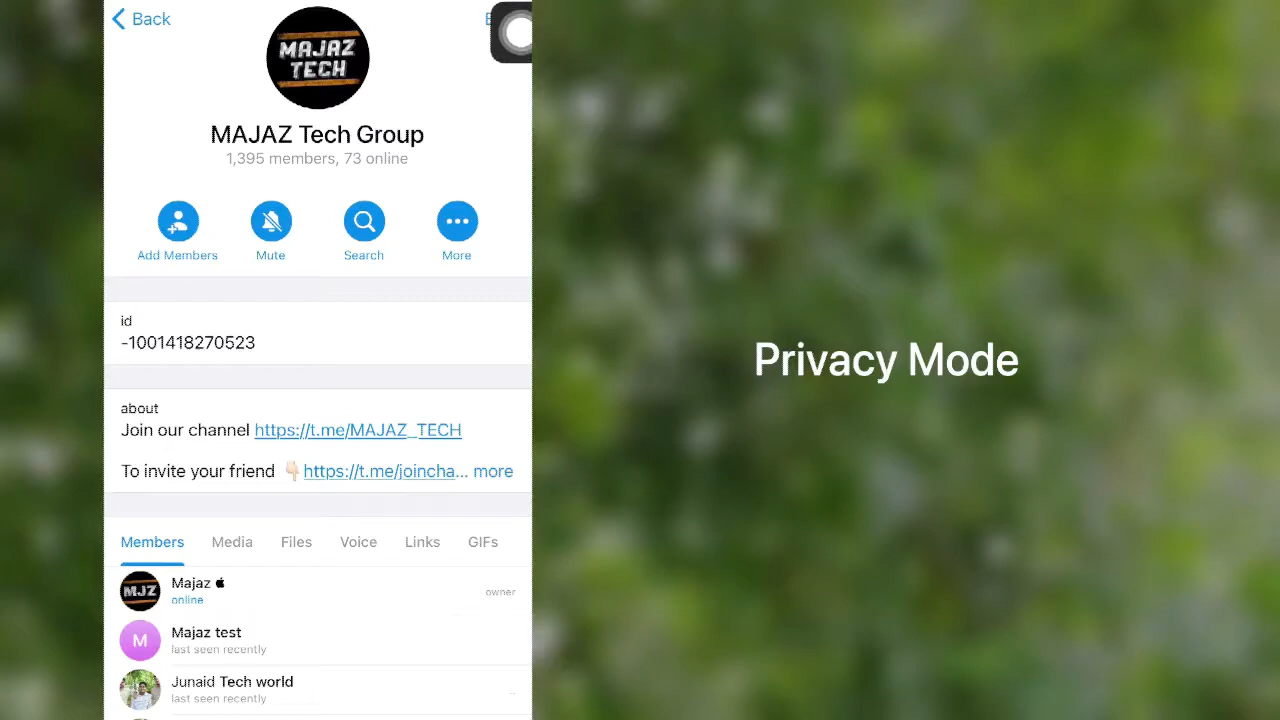 Back
MAJAZ
TECH
MAJAZ Tech Group
1,395 members, 73 online
Add Members
Mute
Search
More
id
-1001418270523
about
Join our channel https://t.me/MAJAZ_TECH
To invite your friend 👇🏻https://t.me/joincha... more
Members
Media
Files
Voice
Links
GIFs
MJZ
Majaz
online
owner
M
Majaz test
last seen recently
Junaid Tech world
last seen recently
Privacy Mode